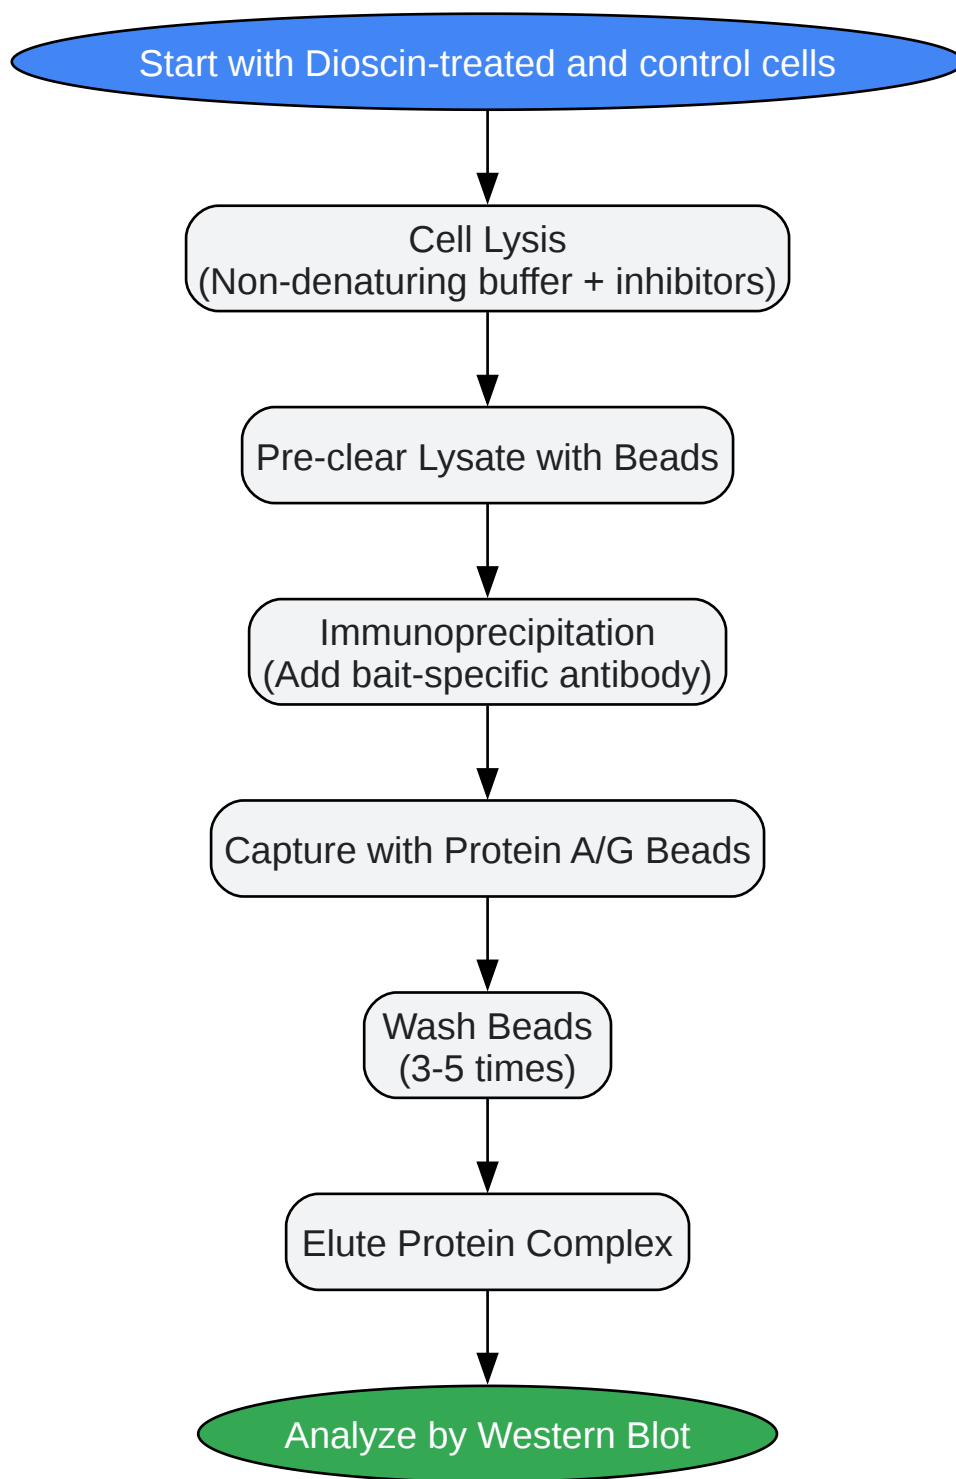 Start with Dioscin-treated and control cells
Cell Lysis
(Non-denaturing buffer + inhibitors)
Pre-clear Lysate with Beads
Immunoprecipitation
(Add bait-specific antibody)
Capture with Protein A/G Beads
Wash Beads
(3-5 times)
Elute Protein Complex
Analyze by Western Blot